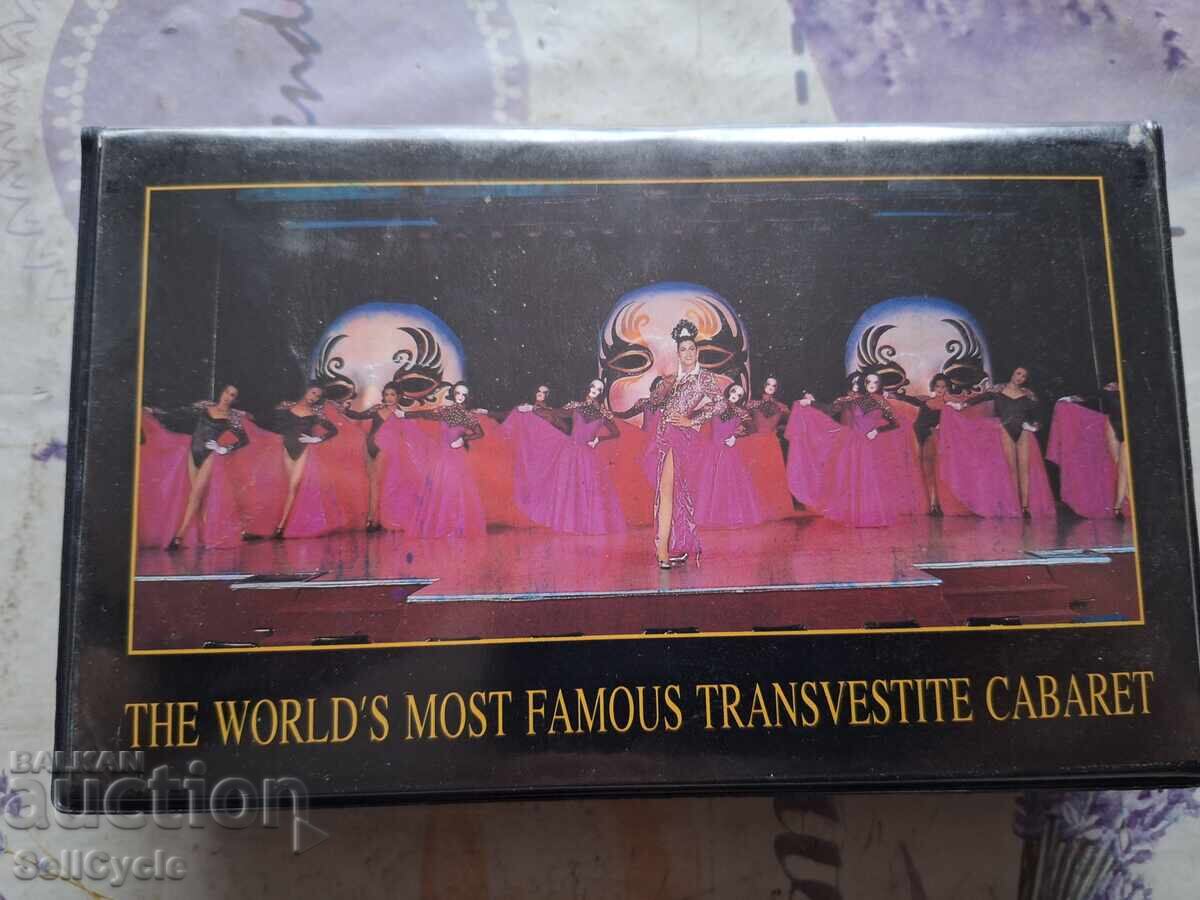 THE WORLD'S MOST FAMOUS TRANSVESTITE CABARET
BALKAN
auction
SellCycle